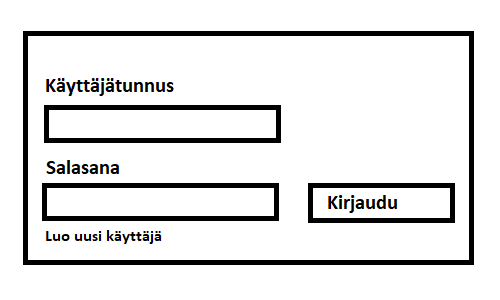 Käyttäjätunnus
Salasana
Kirjaudu
Luo uusi käyttäjä